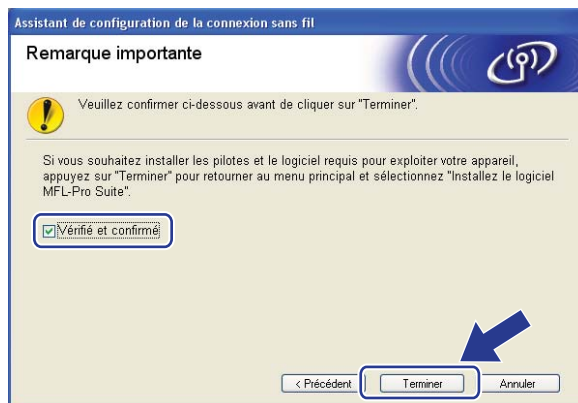 Assistant de configuration de la connexion sans fil
Remarque importante
Veuillez confirmer ci-dessous avant de cliquer sur "Terminer".
Si vous souhaitez installer les pilotes et le logiciel requis pour exploiter votre appareil,
appuyez sur "Terminer" pour retourner au menu principal et sélectionnez "Installez le logiciel
MFL-Pro Suite".
Vérifié et confirmé
< Précédent Terminer Annuler